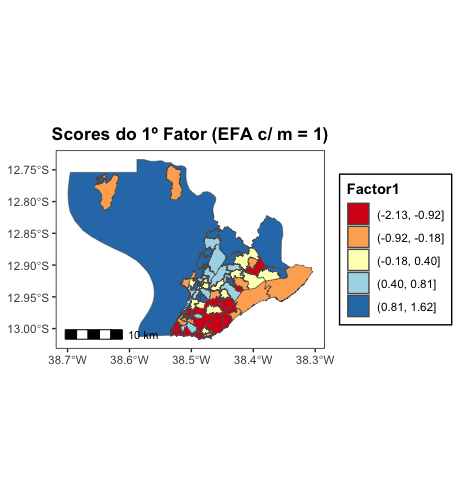 Scores do 1º Fator (EFA c/ m = 1)
12.75°S
12.80°S
12.85°S
12.90°S
12.95°S
13.00°S
10 km
38.7°W 38.6°W 38.5°W 38.4°W 38.3°W
Factor1
(-2.13, -0.92]
(-0.92, -0.18]
(-0.18, 0.40]
(0.40, 0.81]
(0.81, 1.62]